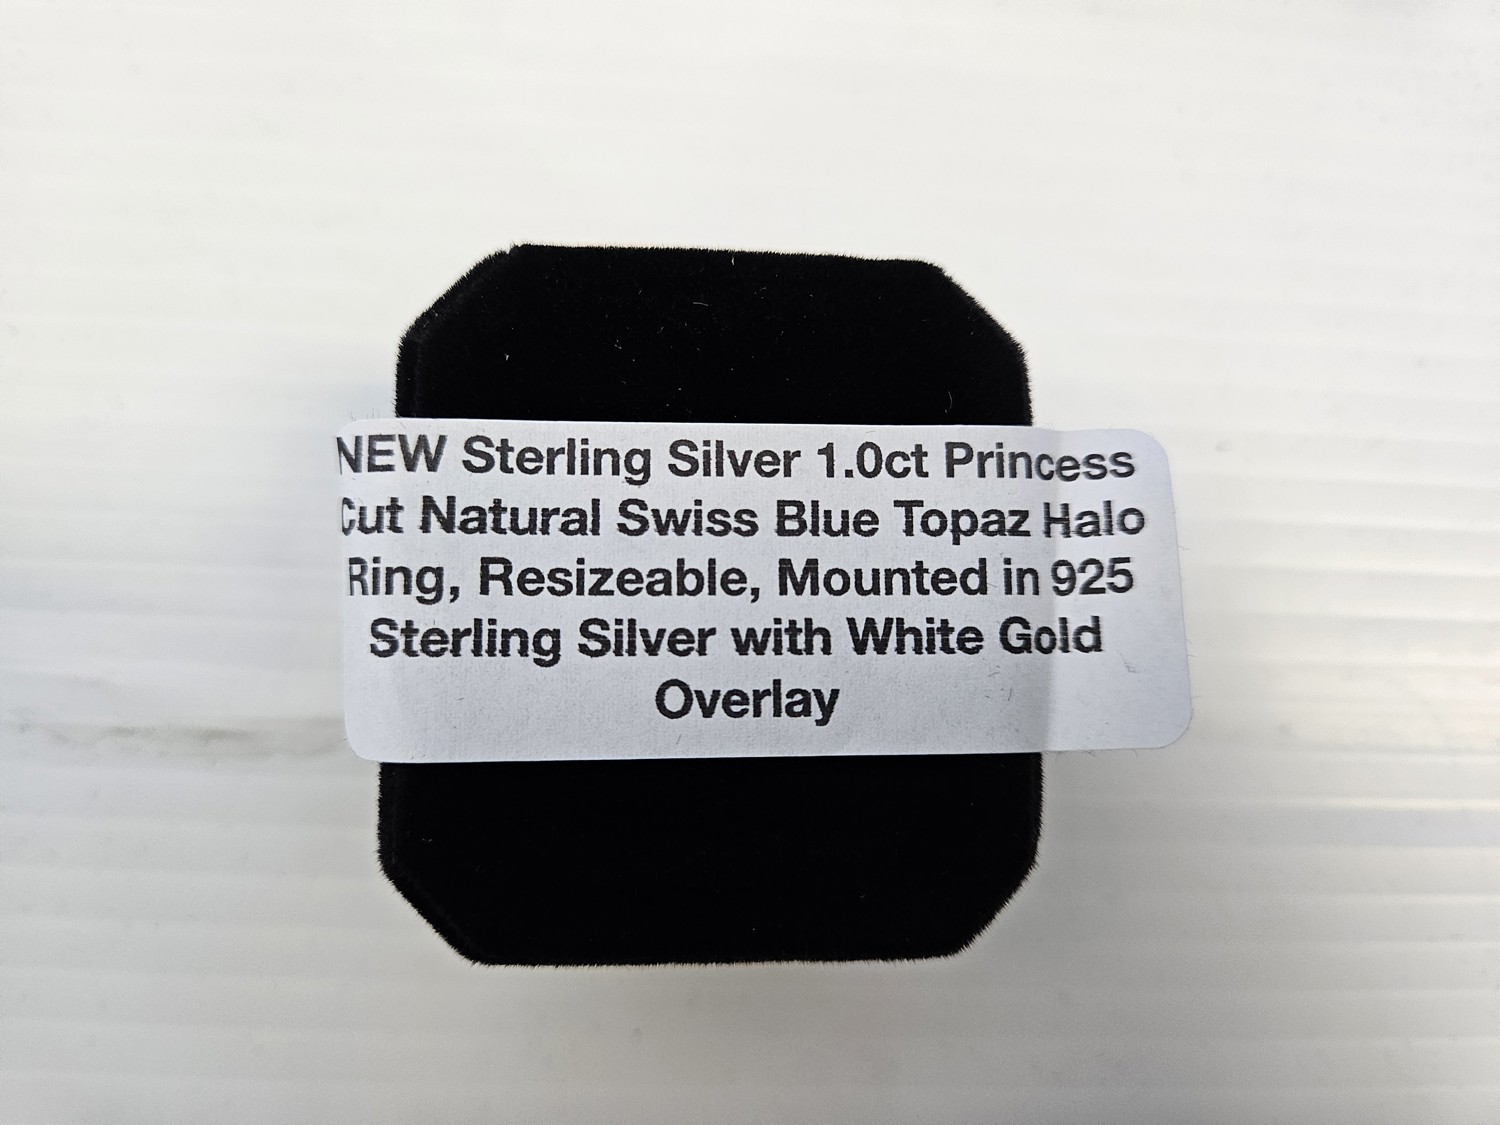 NEW Sterling Silver 1.0ct Princess
Cut Natural Swiss Blue Topaz Halo
Ring, Resizeable, Mounted in 925
Sterling Silver with White Gold
Overlay